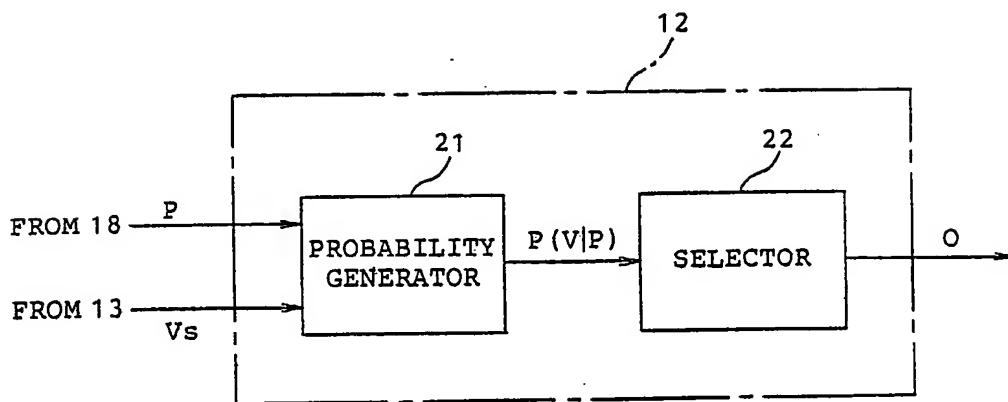 12
21
22
FROM 18
P
PROBABILITY
GENERATOR
P(V|P)
SELECTOR
O
FROM 13
Vs